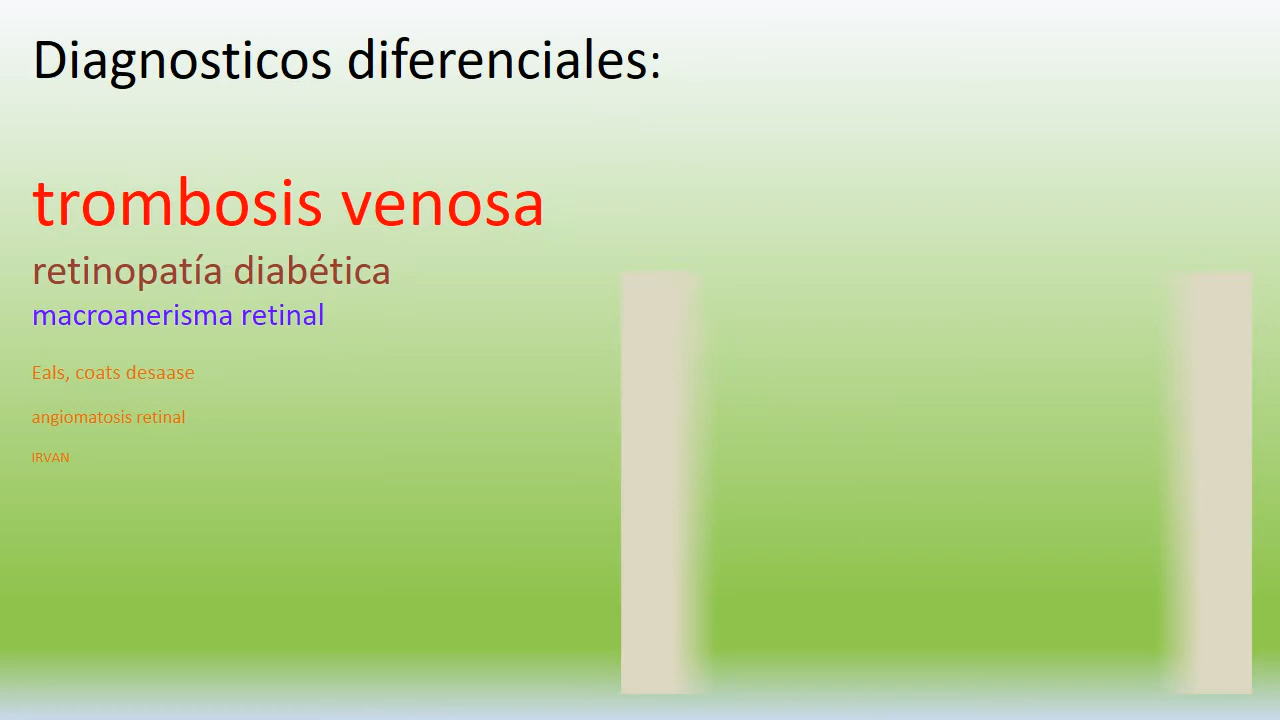 Diagnosticos diferenciales:
trombosis venosa
retinopatía diabética
macroanerisma retinal
Eals, coats desaase
angiomatosis retinal
IRVAN